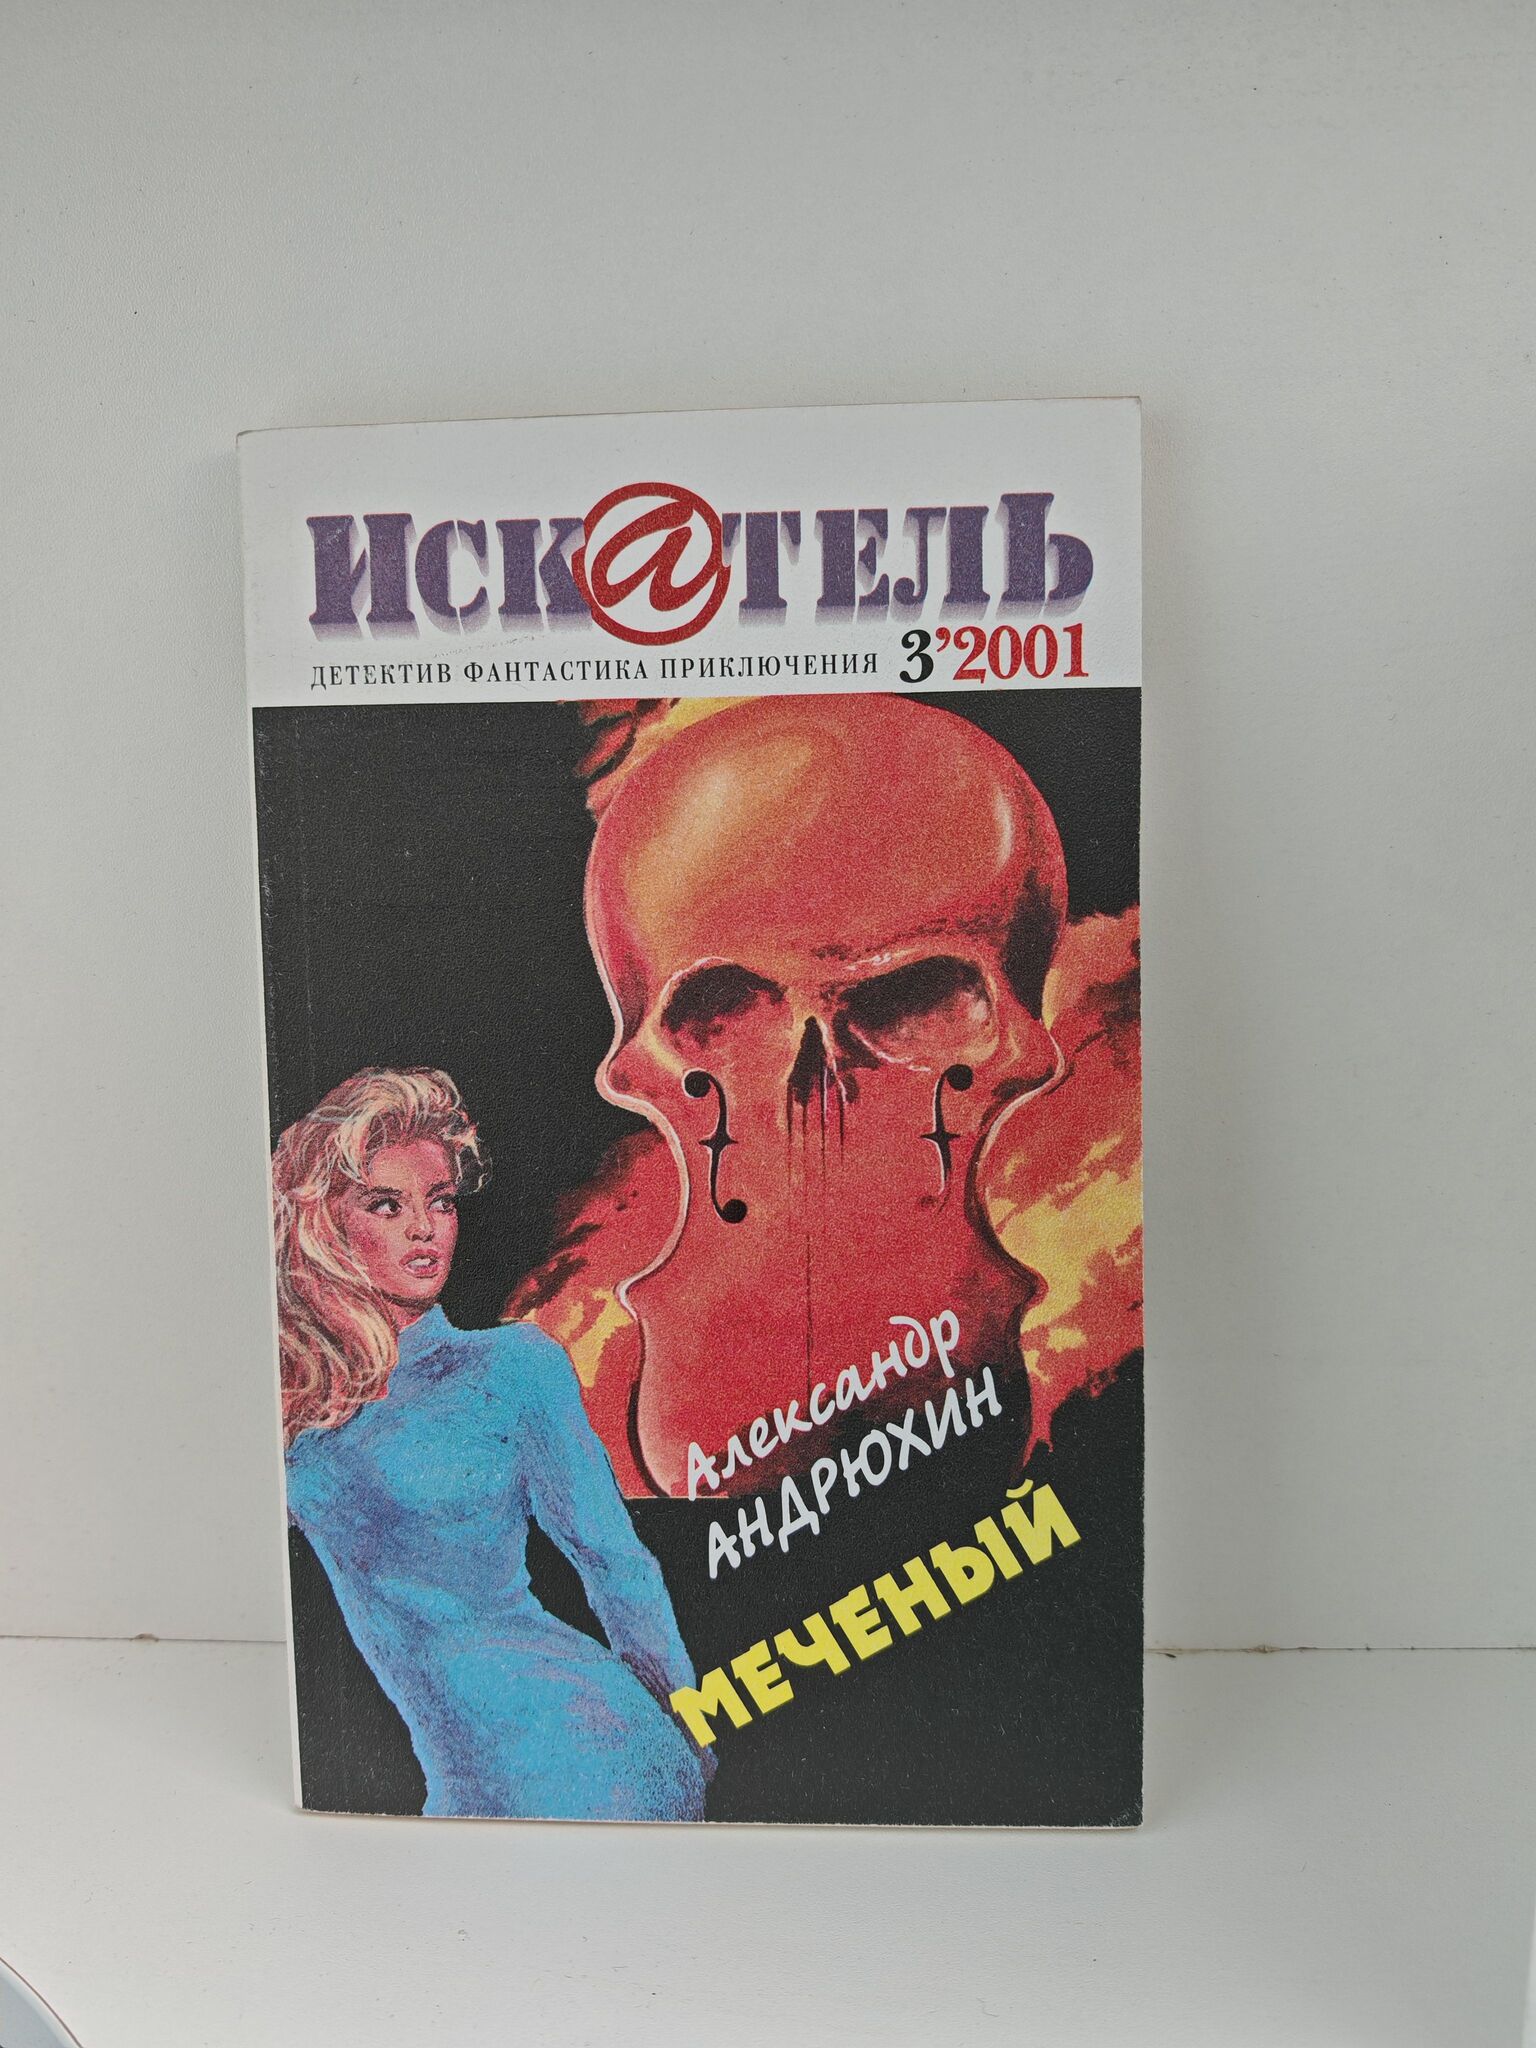 ИСК@ТЕЛЬ
ДЕТЕКТИВ ФАНТАСТИКА ПРИКЛЮЧЕНИЯ 3'2001
Александр
АНДРЮХИН
МЕЧЕНЫЙ